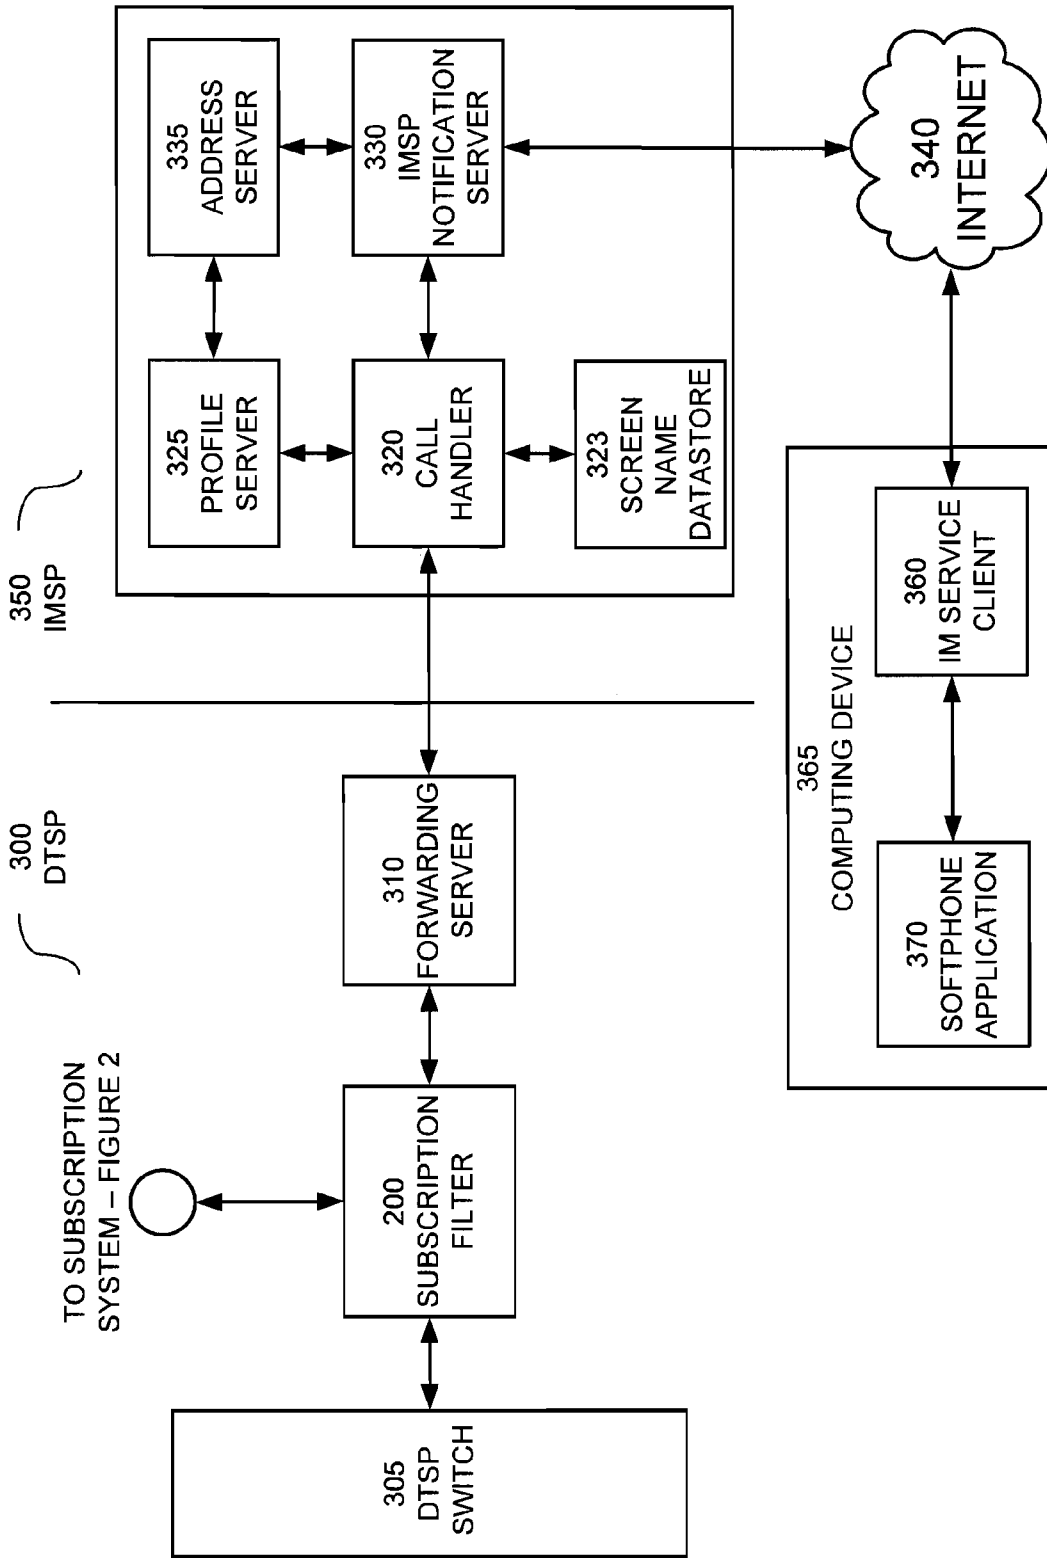 TO SUBSCRIPTION
SYSTEM – FIGURE 2
300
DTSP
350
IMSP
305
DTSP
SWITCH
200
SUBSCRIPTION
FILTER
310
FORWARDING
SERVER
325
PROFILE
SERVER
335
ADDRESS
SERVER
320
CALL
HANDLER
330
IMSP
NOTIFICATION
SERVER
323
SCREEN
NAME
DATASTORE
365
COMPUTING DEVICE
370
SOFTPHONE
APPLICATION
360
IM SERVICE
CLIENT
340
INTERNET